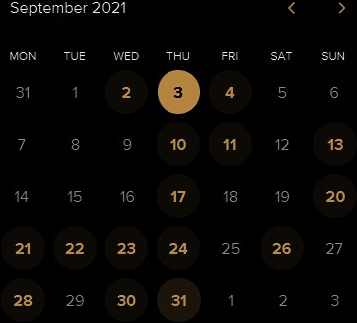 September 2021
MON TUE WED THU FRI SAT SUN
31 1 2 3 4 5 6
7 8 9 10 11 12 13
14 15 16 17 18 19 20
21 22 23 24 25 26 27
28 29 30 31 1 2 3